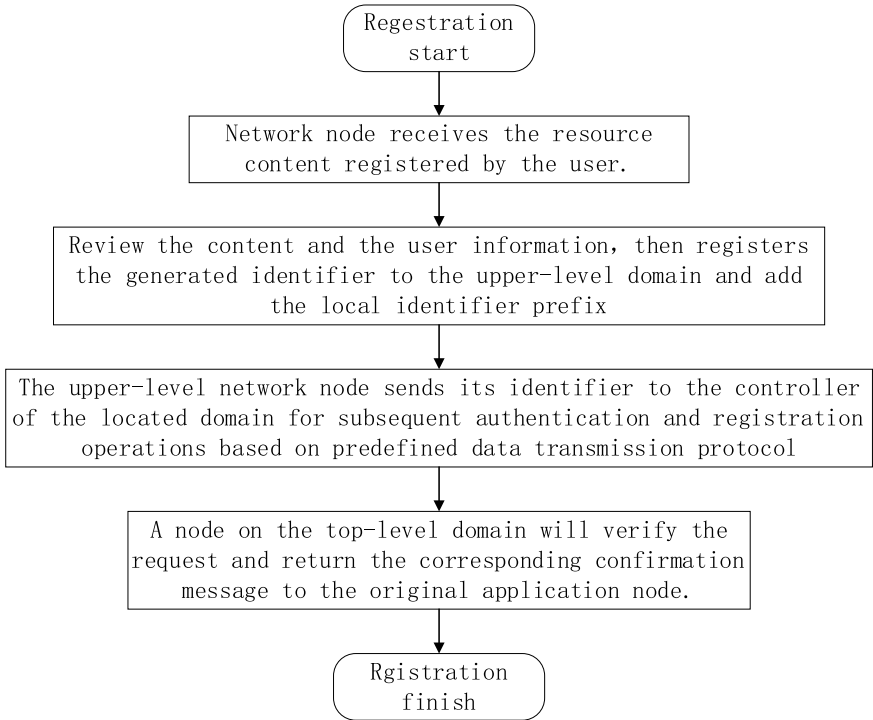 Regestration
start
Network node receives the resource
content registered by the user.
Review the content and the user information, then registers
the generated identifier to the upper-level domain and add
the local identifier prefix
The upper-level network node sends its identifier to the controller
of the located domain for subsequent authentication and registration
operations based on predefined data transmission protocol
A node on the top-level domain will verify the
request and return the corresponding confirmation
message to the original application node.
Rgistration
finish